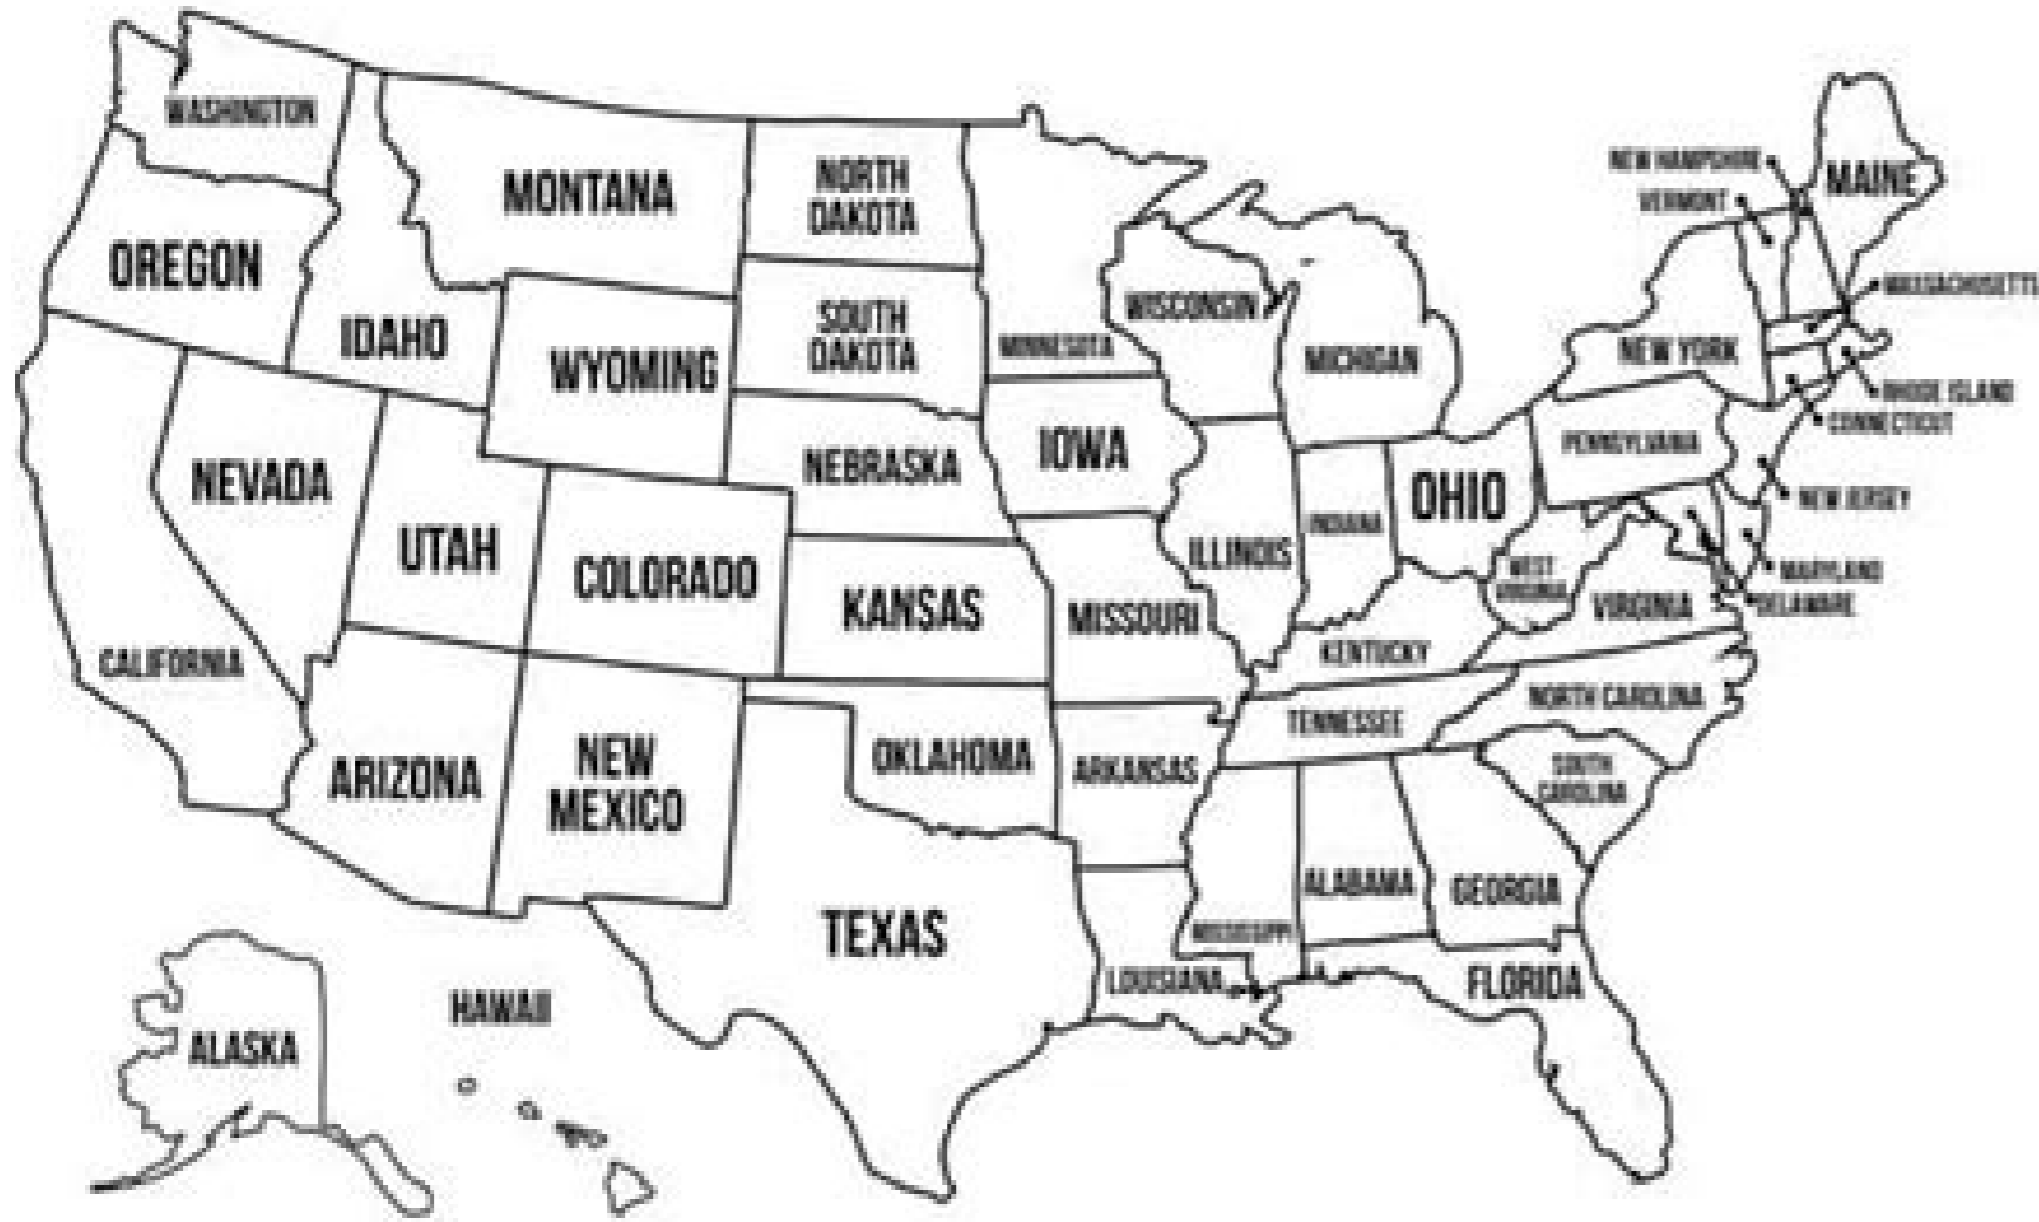 WASHINGTON
MONTANA
NORTH
DAKOTA
NEW HAMPSHIRE
VERMONT
MAINE
OREGON
IDAHO
WYOMING
SOUTH
DAKOTA
MINNESOTA
WISCONSIN
MICHIGAN
NEW YORK
MASSACHUSETTS
RHODE ISLAND
CONNECTICUT
NEVADA
UTAH
COLORADO
NEBRASKA
IOWA
ILLINOIS
INDIANA
OHIO
PENNSYLVANIA
NEW JERSEY
MARYLAND
DELAWARE
WEST
VIRGINIA
VIRGINIA
CALIFORNIA
KANSAS
MISSOURI
KENTUCKY
ARIZONA
NEW
MEXICO
OKLAHOMA
ARKANSAS
TENNESSEE
NORTH CAROLINA
SOUTH
CAROLINA
TEXAS
LOUISIANA
MISSISSIPPI
ALABAMA
GEORGIA
FLORIDA
ALASKA
HAWAII